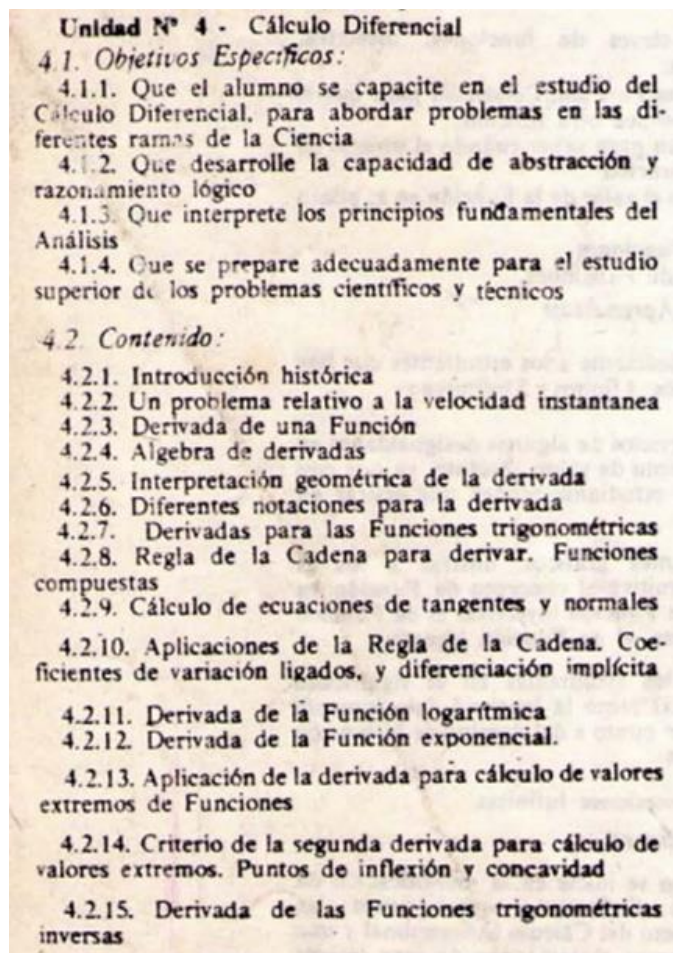 Unidad Nº 4 - Cálculo Diferencial
4.1. Objetivos Específicos:
4.1.1. Que el alumno se capacite en el estudio del
Cálculo Diferencial, para abordar problemas en las di-
ferentes ramas de la Ciencia
4.1.2. Que desarrolle la capacidad de abstracción y
razonamiento lógico
4.1.3. Que interprete los principios fundamentales del
Análisis
4.1.4. Que se prepare adecuadamente para el estudio
superior de los problemas científicos y técnicos
4.2. Contenido:
4.2.1. Introducción histórica
4.2.2. Un problema relativo a la velocidad instantanea
4.2.3. Derivada de una Función
4.2.4. Algebra de derivadas
4.2.5. Interpretación geométrica de la derivada
4.2.6. Diferentes notaciones para la derivada
4.2.7. Derivadas para las Funciones trigonométricas
4.2.8. Regla de la Cadena para derivar. Funciones
compuestas
4.2.9. Cálculo de ecuaciones de tangentes y normales
4.2.10. Aplicaciones de la Regla de la Cadena. Coe-
ficientes de variación ligados, y diferenciación implícita
4.2.11. Derivada de la Función logarítmica
4.2.12. Derivada de la Función exponencial.
4.2.13. Aplicación de la derivada para cálculo de valores
extremos de Funciones
4.2.14. Criterio de la segunda derivada para cálculo de
valores extremos. Puntos de inflexión y concavidad
4.2.15. Derivada de las Funciones trigonométricas
inversas